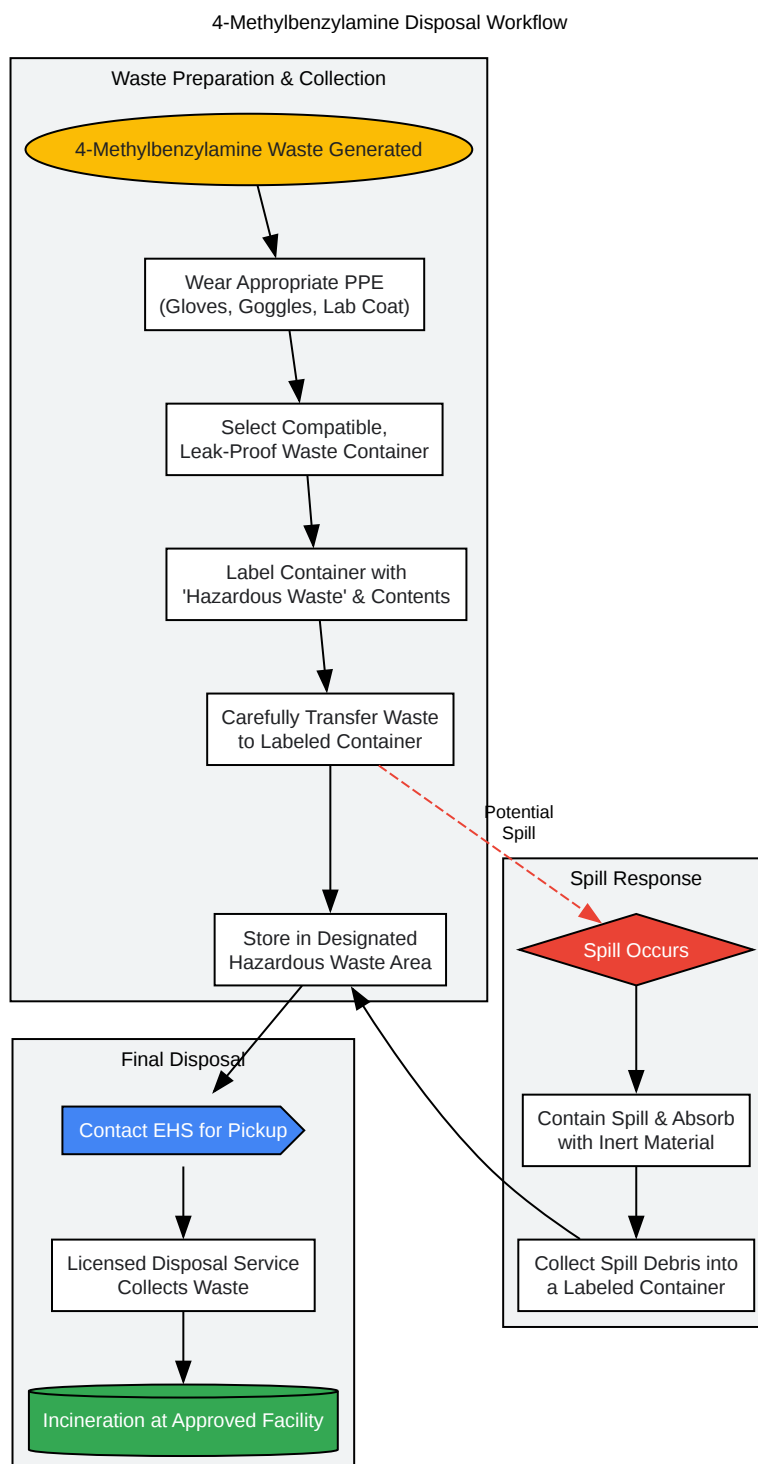 4-Methylbenzylamine Disposal Workflow
Waste Preparation & Collection
4-Methylbenzylamine Waste Generated
Wear Appropriate PPE
(Gloves, Goggles, Lab Coat)
Select Compatible,
Leak-Proof Waste Container
Label Container with
'Hazardous Waste' & Contents
Carefully Transfer Waste
to Labeled Container
Potential
Spill
Store in Designated
Hazardous Waste Area
Spill Response
Spill Occurs
Contain Spill & Absorb
with Inert Material
Collect Spill Debris into
a Labeled Container
Final Disposal
Contact EHS for Pickup
Licensed Disposal Service
Collects Waste
Incineration at Approved Facility